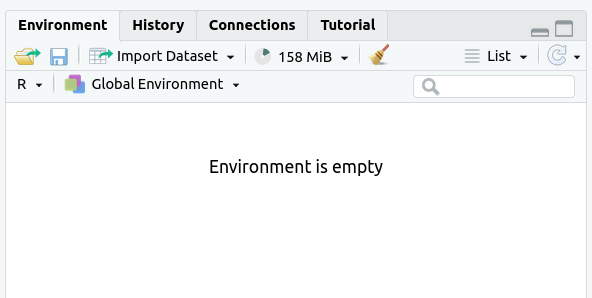 Environment History Connections Tutorial
Import Dataset 158 MiB List
R Global Environment
Environment is empty